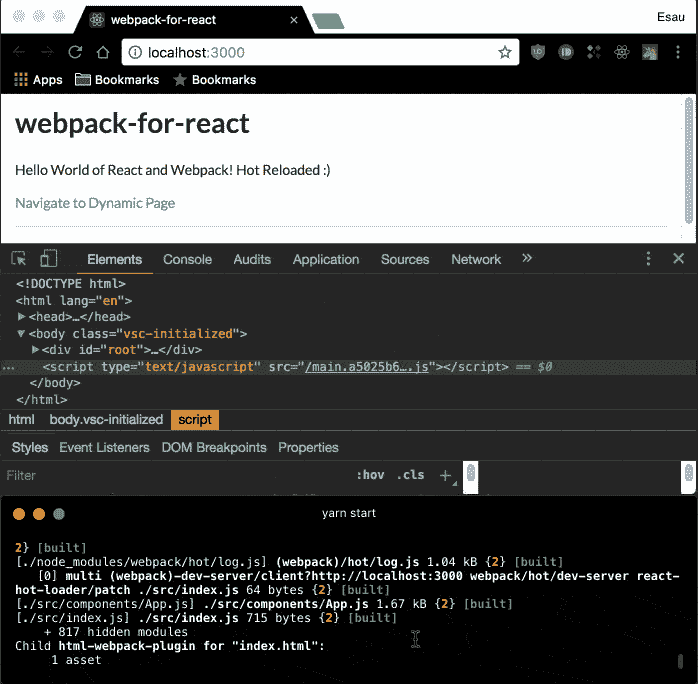 webpack-for-react
Esau
localhost:3000
Apps Bookmarks Bookmarks
webpack-for-react
Hello World of React and Webpack! Hot Reloaded :)
Navigate to Dynamic Page
Elements Console Audits Application Sources Network »
<!DOCTYPE html>
<html lang="en">
<head>…</head>
<body class="vsc-initialized">
<div id="root">…</div>
… <script type="text/javascript" src="/main.a5025b6….js"></script> == $0
</body>
</html>
html body.vsc-initialized script
Styles Event Listeners DOM Breakpoints Properties
Filter :hov .cls +
yarn start
2} [built]
[./node_modules/webpack/hot/log.js] (webpack)/hot/log.js 1.04 kB {2} [built]
[0] multi (webpack)-dev-server/client?http://localhost:3000 webpack/hot/dev-server react-
hot-loader/patch ./src/index.js 64 bytes {2} [built]
[./src/components/App.js] ./src/components/App.js 1.67 kB {2} [built]
[./src/index.js] ./src/index.js 715 bytes {2} [built]
+ 817 hidden modules
Child html-webpack-plugin for "index.html":
1 asset